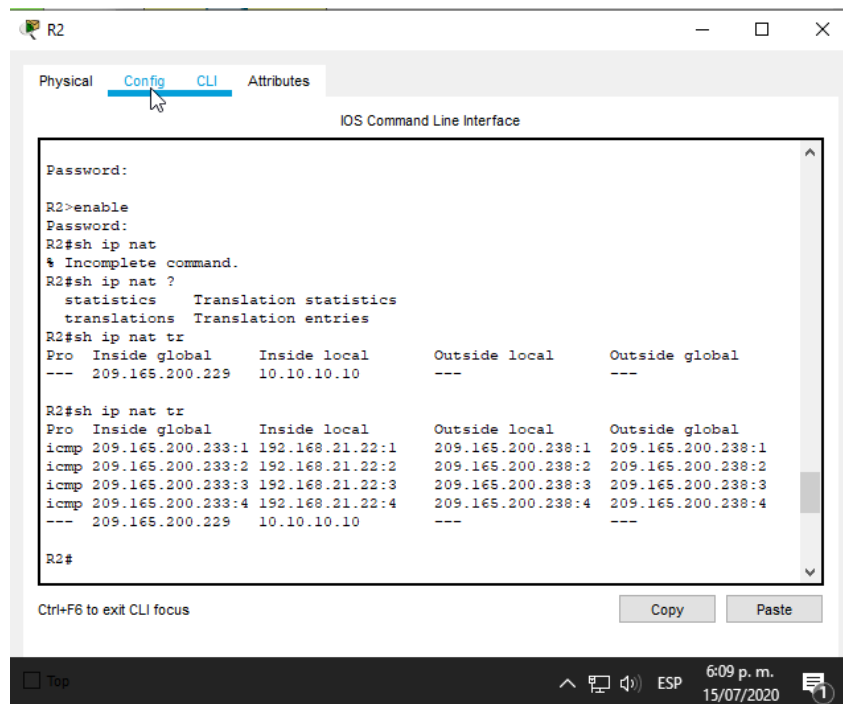 R2
Physical Config CLI Attributes
IOS Command Line Interface
Password:
R2>enable
Password:
R2#sh ip nat
% Incomplete command.
R2#sh ip nat ?
statistics Translation statistics
translations Translation entries
R2#sh ip nat tr
Pro Inside global Inside local Outside local Outside global
--- 209.165.200.229 10.10.10.10 --- ---
R2#sh ip nat tr
Pro Inside global Inside local Outside local Outside global
icmp 209.165.200.233:1 192.168.21.22:1 209.165.200.238:1 209.165.200.238:1
icmp 209.165.200.233:2 192.168.21.22:2 209.165.200.238:2 209.165.200.238:2
icmp 209.165.200.233:3 192.168.21.22:3 209.165.200.238:3 209.165.200.238:3
icmp 209.165.200.233:4 192.168.21.22:4 209.165.200.238:4 209.165.200.238:4
--- 209.165.200.229 10.10.10.10 --- ---
R2#
Ctrl+F6 to exit CLI focus Copy Paste
Top ESP 6:09 p. m.
15/07/2020 1